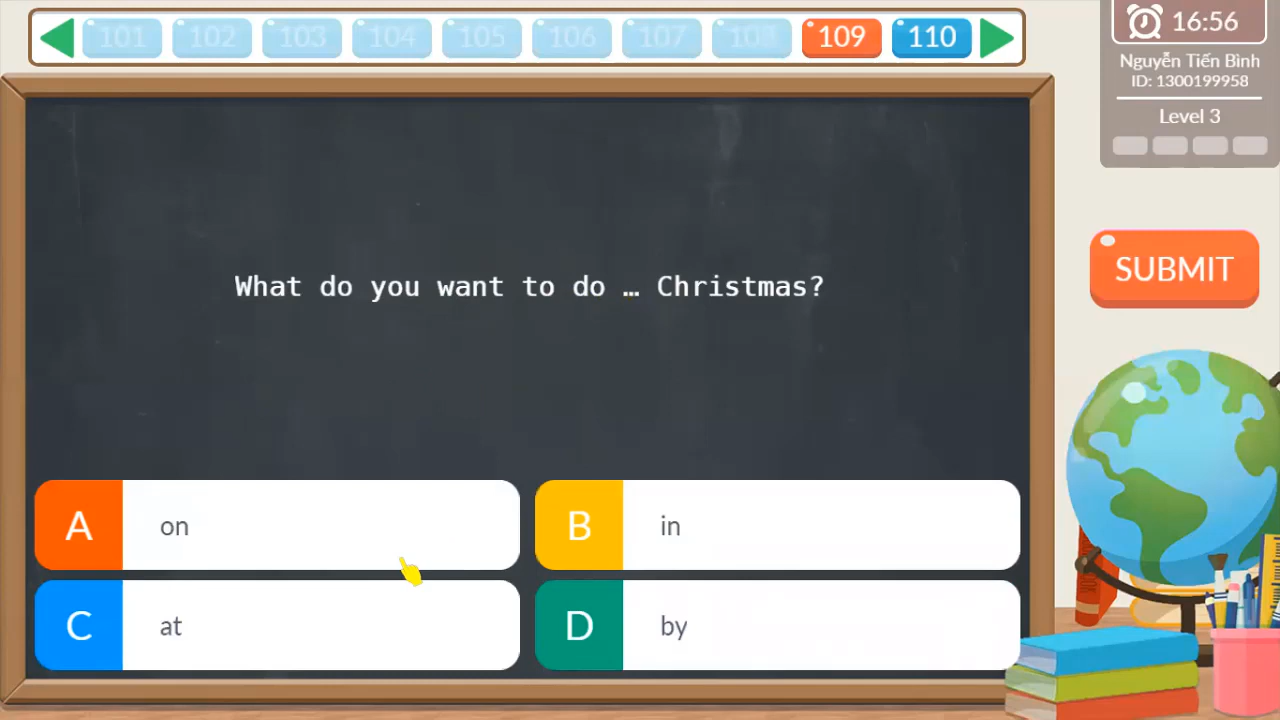 101 102 103 104 105 106 107 108 109 110
16:56
Nguyễn Tiến Bình
ID: 1300199958
Level 3
What do you want to do … Christmas?
SUBMIT
A on
B in
C at
D by